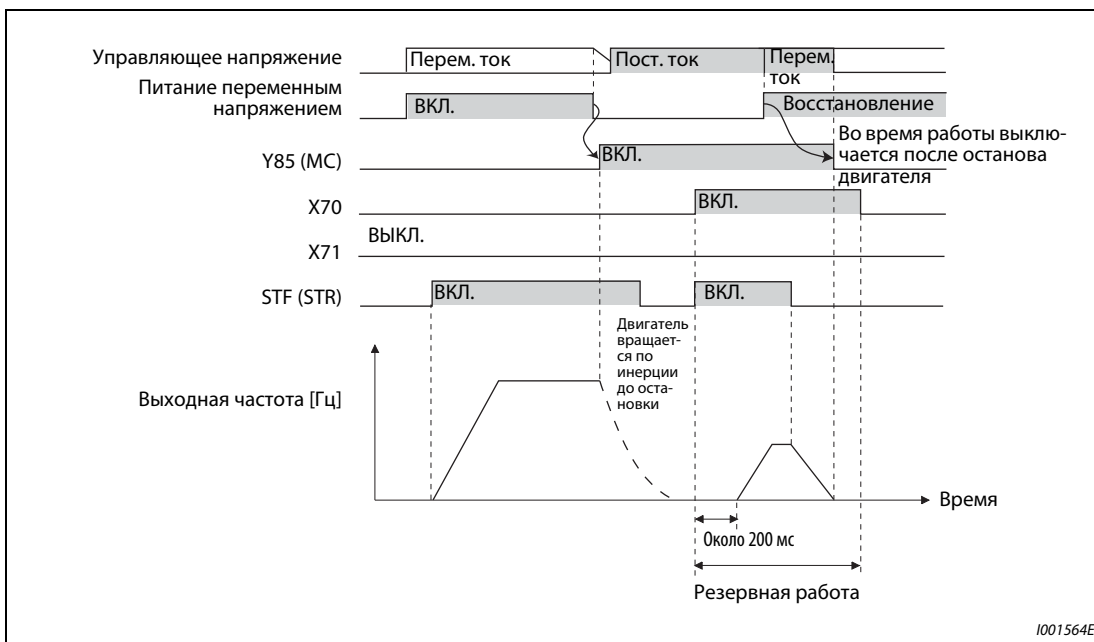 Управляющее напряжение
Перем. ток
Пост. ток
Перем.
ток
Питание переменным
напряжением
ВКЛ.
Восстановление
Y85 (MC)
ВКЛ.
Во время работы выклю-
чается после останова
двигателя
X70
ВКЛ.
X71
ВЫКЛ.
STF (STR)
ВКЛ.
ВКЛ.
Двигатель
вращает-
ся по
инерции
до оста-
новки
Выходная частота [Гц]
Время
Около 200 мс
Резервная работа
I001564E